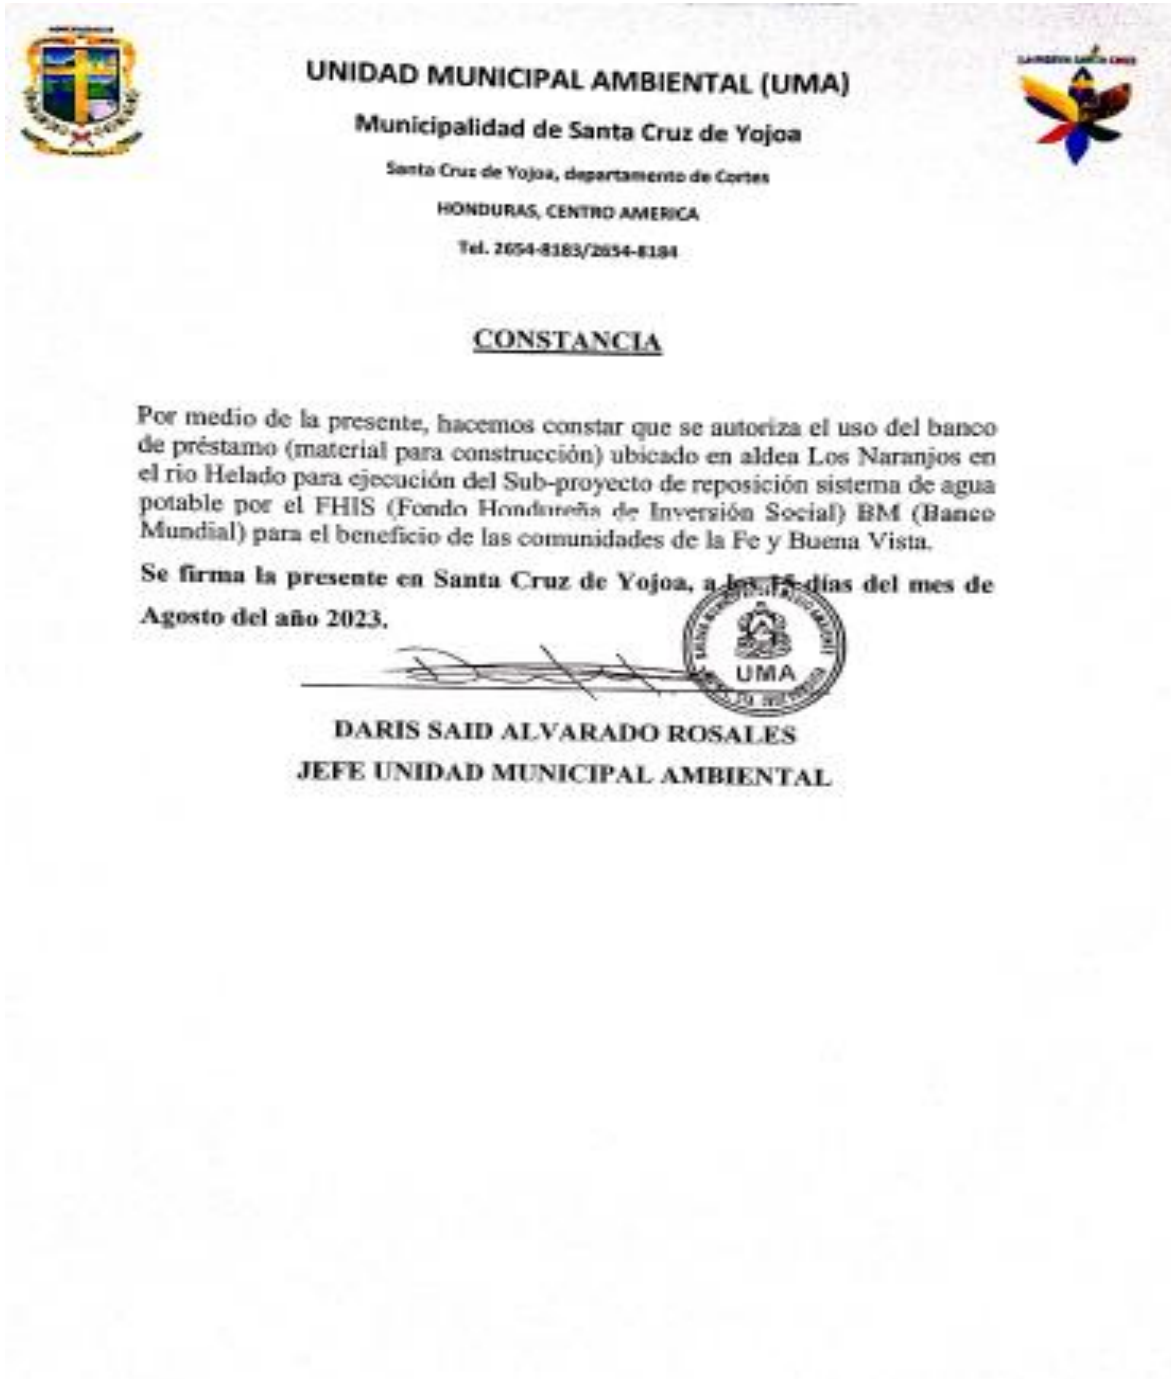 UNIDAD MUNICIPAL AMBIENTAL (UMA)
Municipalidad de Santa Cruz de Yojoa
Santa Cruz de Yojoa, departamento de Cortes
HONDURAS, CENTRO AMERICA
Tel. 2654-8183/2654-8184
CONSTANCIA
Por medio de la presente, hacemos constar que se autoriza el uso del banco
de préstamo (material para construcción) ubicado en aldea Los Naranjos en
el rio Helado para ejecución del Sub-proyecto de reposición sistema de agua
potable por el FHIS (Fondo Hondureña de Inversión Social) BM (Banco
Mundial) para el beneficio de las comunidades de la Fe y Buena Vista.
Se firma la presente en Santa Cruz de Yojoa, a los 15 días del mes de
Agosto del año 2023.
UMA
DARIS SAID ALVARADO ROSALES
JEFE UNIDAD MUNICIPAL AMBIENTAL